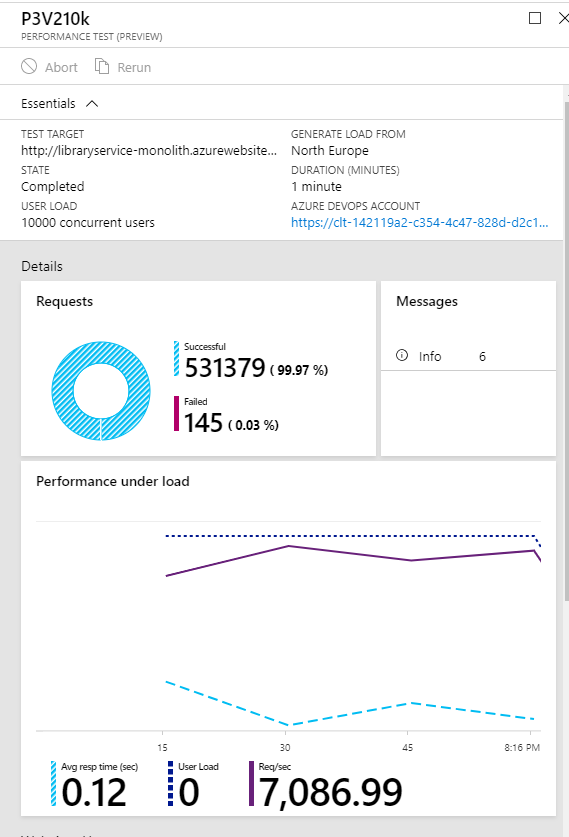 P3V210k
PERFORMANCE TEST (PREVIEW)
Abort Rerun
Essentials
TEST TARGET
http://libraryservice-monolith.azurewebsite...
STATE
Completed
USER LOAD
10000 concurrent users
GENERATE LOAD FROM
North Europe
DURATION (MINUTES)
1 minute
AZURE DEVOPS ACCOUNT
https://clt-142119a2-c354-4c47-828d-d2c1...
Details
Requests
Successful
531379 ( 99.97 %)
Failed
145 ( 0.03 %)
Messages
Info 6
Performance under load
15 30 45 8:16 PM
Avg resp time (sec)
0.12
User Load
0
Req/sec
7,086.99